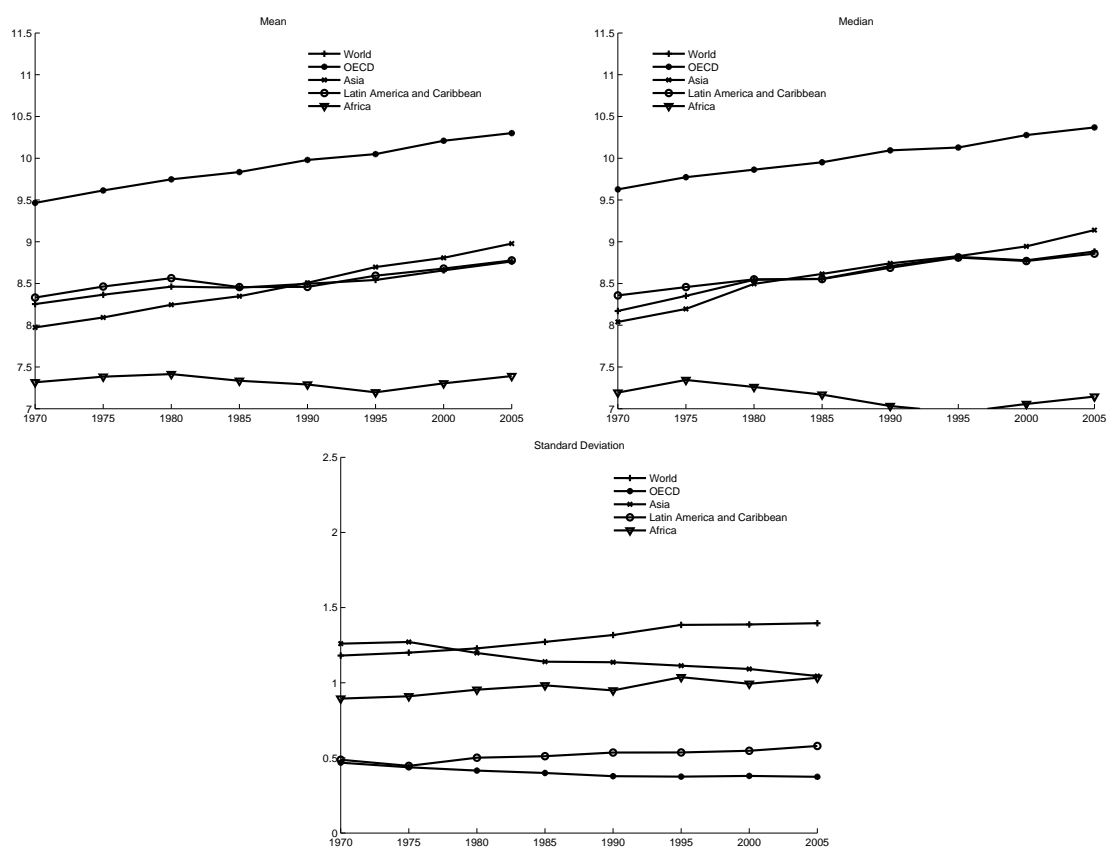 Mean
11.5
11
10.5
10
9.5
9
8.5
8
7.5
7
1970 1975 1980 1985 1990 1995 2000 2005
World
OECD
Asia
Latin America and Caribbean
Africa
Median
11.5
11
10.5
10
9.5
9
8.5
8
7.5
7
1970 1975 1980 1985 1990 1995 2000 2005
World
OECD
Asia
Latin America and Caribbean
Africa
Standard Deviation
2.5
2
1.5
1
0.5
0
1970 1975 1980 1985 1990 1995 2000 2005
World
OECD
Asia
Latin America and Caribbean
Africa